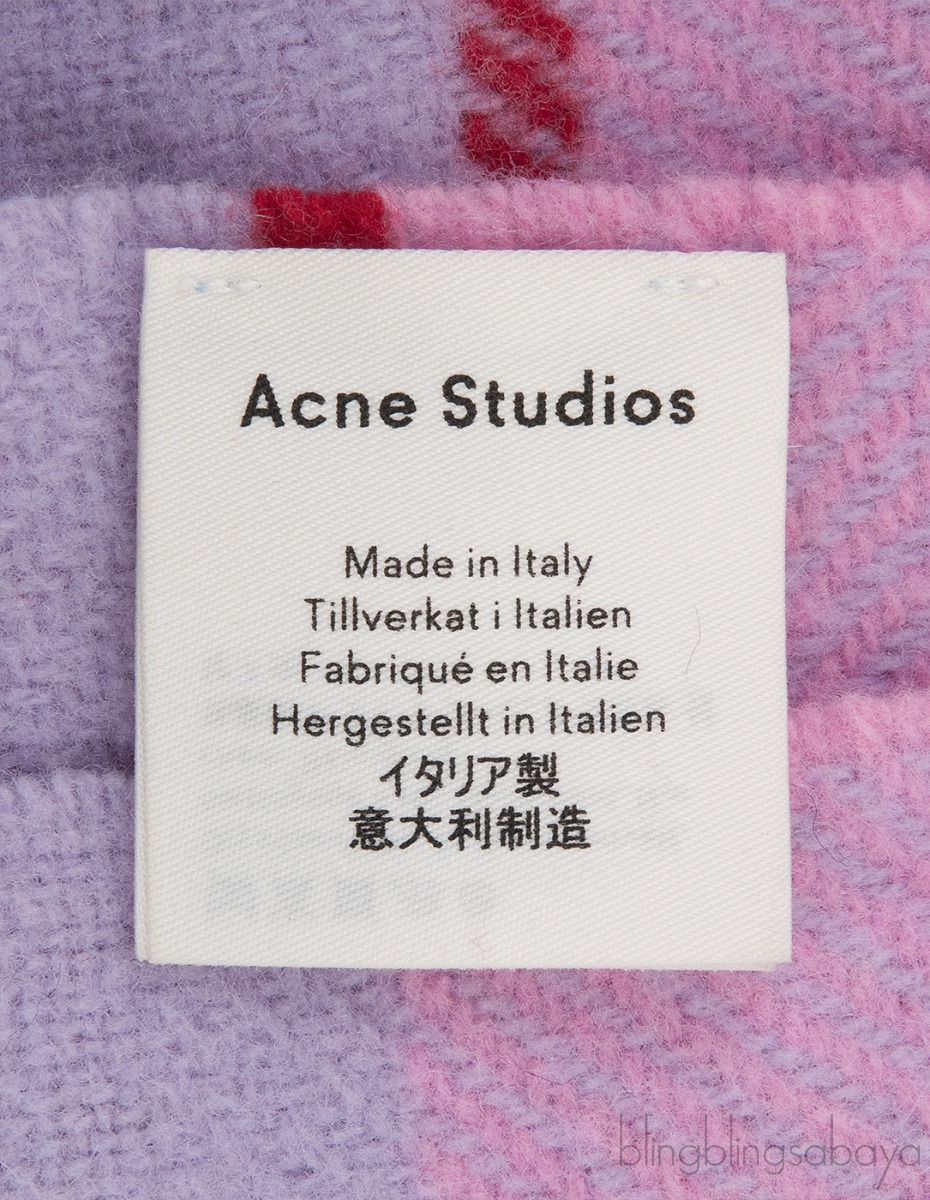 Acne Studios
Made in Italy
Tillverkat i Italien
Fabriqué en Italie
Hergestellt in Italien
イタリア製
意大利制造
blingblingsabaya